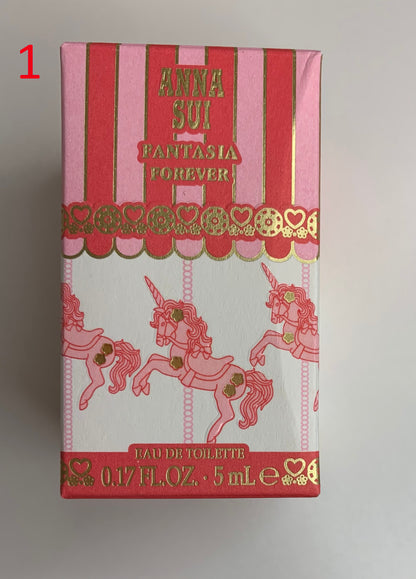 1
ANNA
SUI
FANTASIA
FOREVER
EAU DE TOILETTE
0.17 FL.OZ. · 5 mL ℮